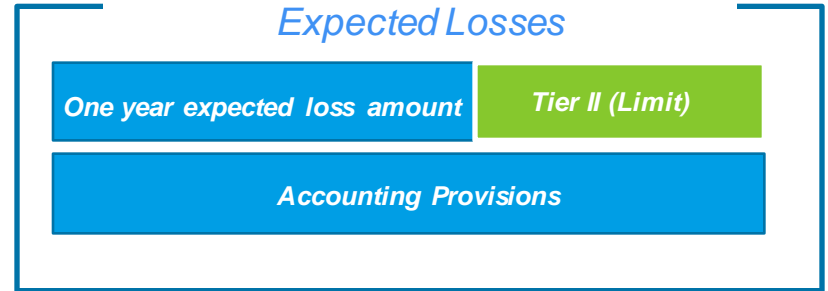 Expected Losses
One year expected loss amount
Tier II (Limit)
Accounting Provisions